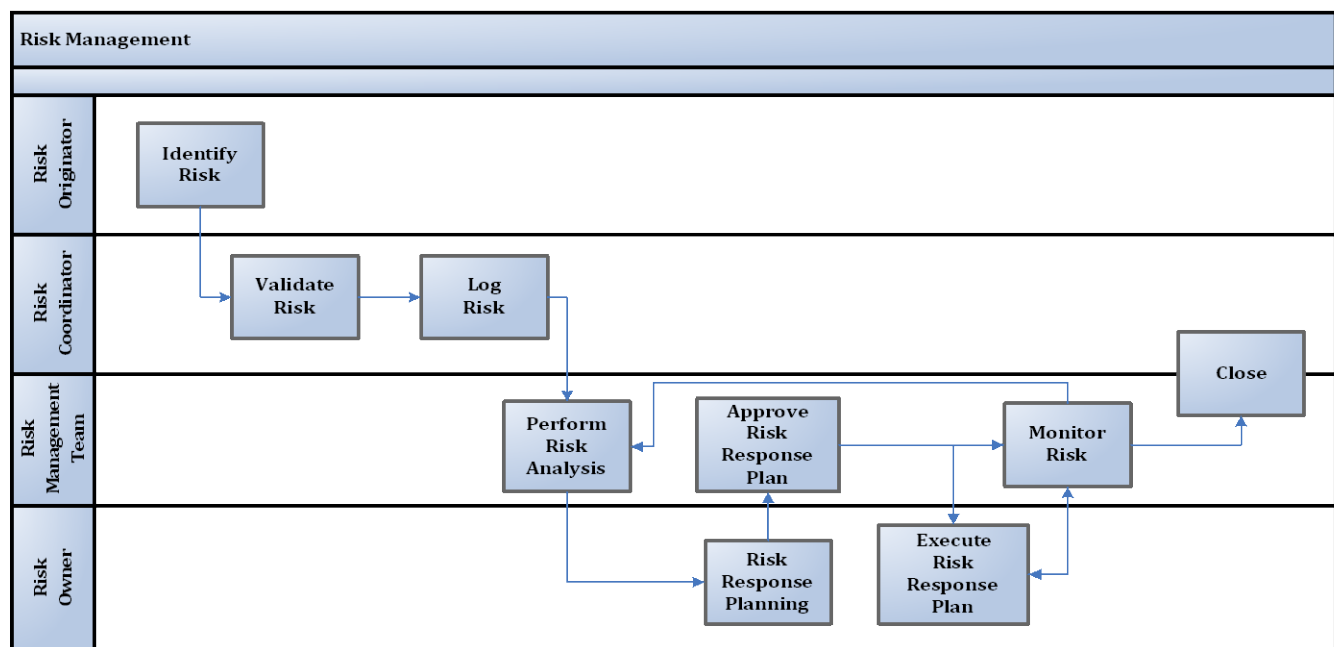 Risk Management
Risk
Originator
Identify
Risk
Risk
Coordinator
Validate
Risk
Log
Risk
Close
Risk
Management
Team
Perform
Risk
Analysis
Approve
Risk
Response
Plan
Monitor
Risk
Risk
Owner
Risk
Response
Planning
Execute
Risk
Response
Plan